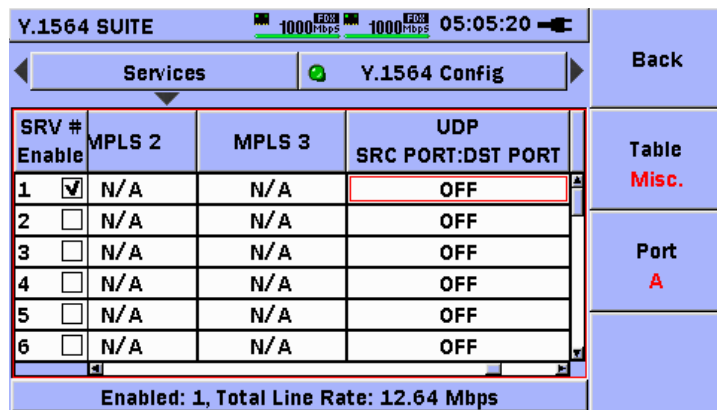 Y.1564 SUITE 1000 FDX Mbps 1000 FDX Mbps 05:05:20
Services Y.1564 Config
SRV # Enable MPLS 2 MPLS 3 UDP SRC PORT:DST PORT
1 N/A N/A OFF
2 N/A N/A OFF
3 N/A N/A OFF
4 N/A N/A OFF
5 N/A N/A OFF
6 N/A N/A OFF
Enabled: 1, Total Line Rate: 12.64 Mbps
Back
Table
Misc.
Port
A